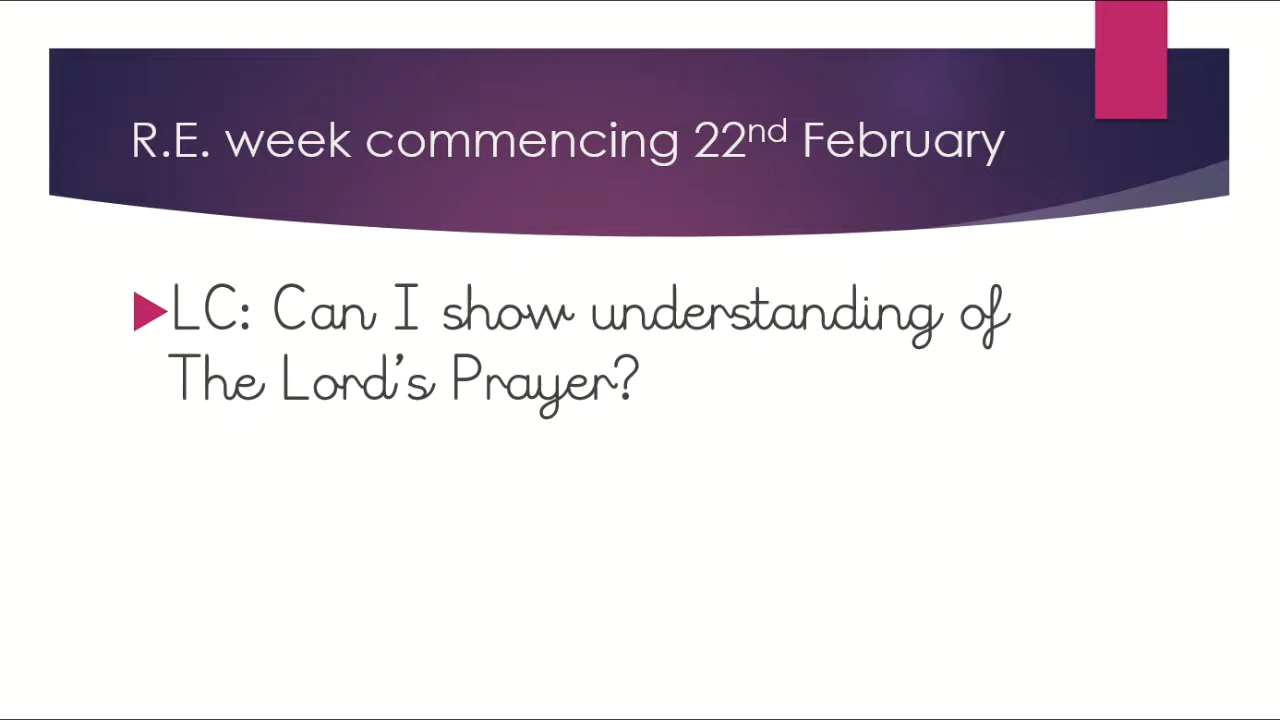 R.E. week commencing 22nd February
LC: Can I show understanding of
The Lord's Prayer?